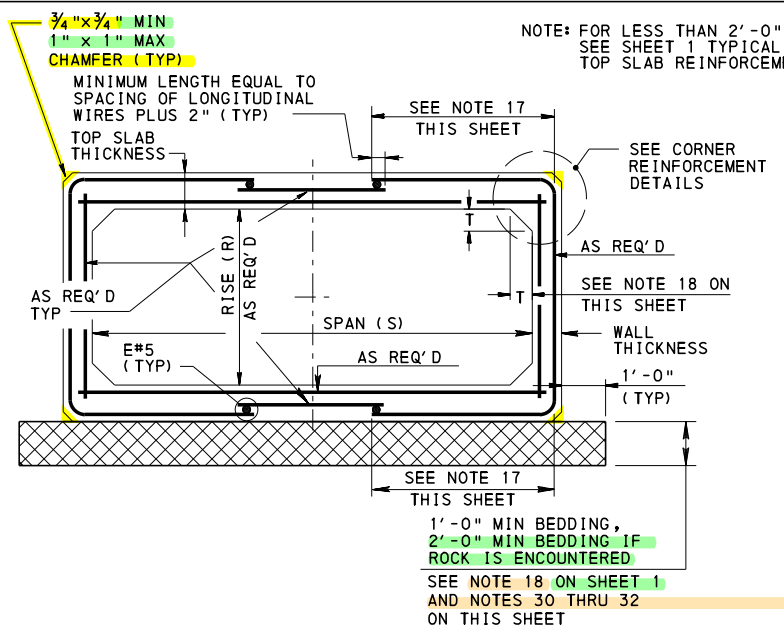 ¾"x¾" MIN
1" x 1" MAX
CHAMFER (TYP)
NOTE: FOR LESS THAN 2'-0"
SEE SHEET 1 TYPICAL
TOP SLAB REINFORCEM
MINIMUM LENGTH EQUAL TO
SPACING OF LONGITUDINAL
WIRES PLUS 2" (TYP)
SEE NOTE 17
THIS SHEET
TOP SLAB
THICKNESS
SEE CORNER
REINFORCEMENT
DETAILS
T
AS REQ'D
RISE (R)
AS REQ'D
AS REQ'D
TYP
T
SEE NOTE 18 ON
THIS SHEET
SPAN (S)
WALL
THICKNESS
E#5
(TYP)
AS REQ'D
1'-0"
(TYP)
SEE NOTE 17
THIS SHEET
1'-0" MIN BEDDING,
2'-0" MIN BEDDING IF
ROCK IS ENCOUNTERED
SEE NOTE 18 ON SHEET 1
AND NOTES 30 THRU 32
ON THIS SHEET